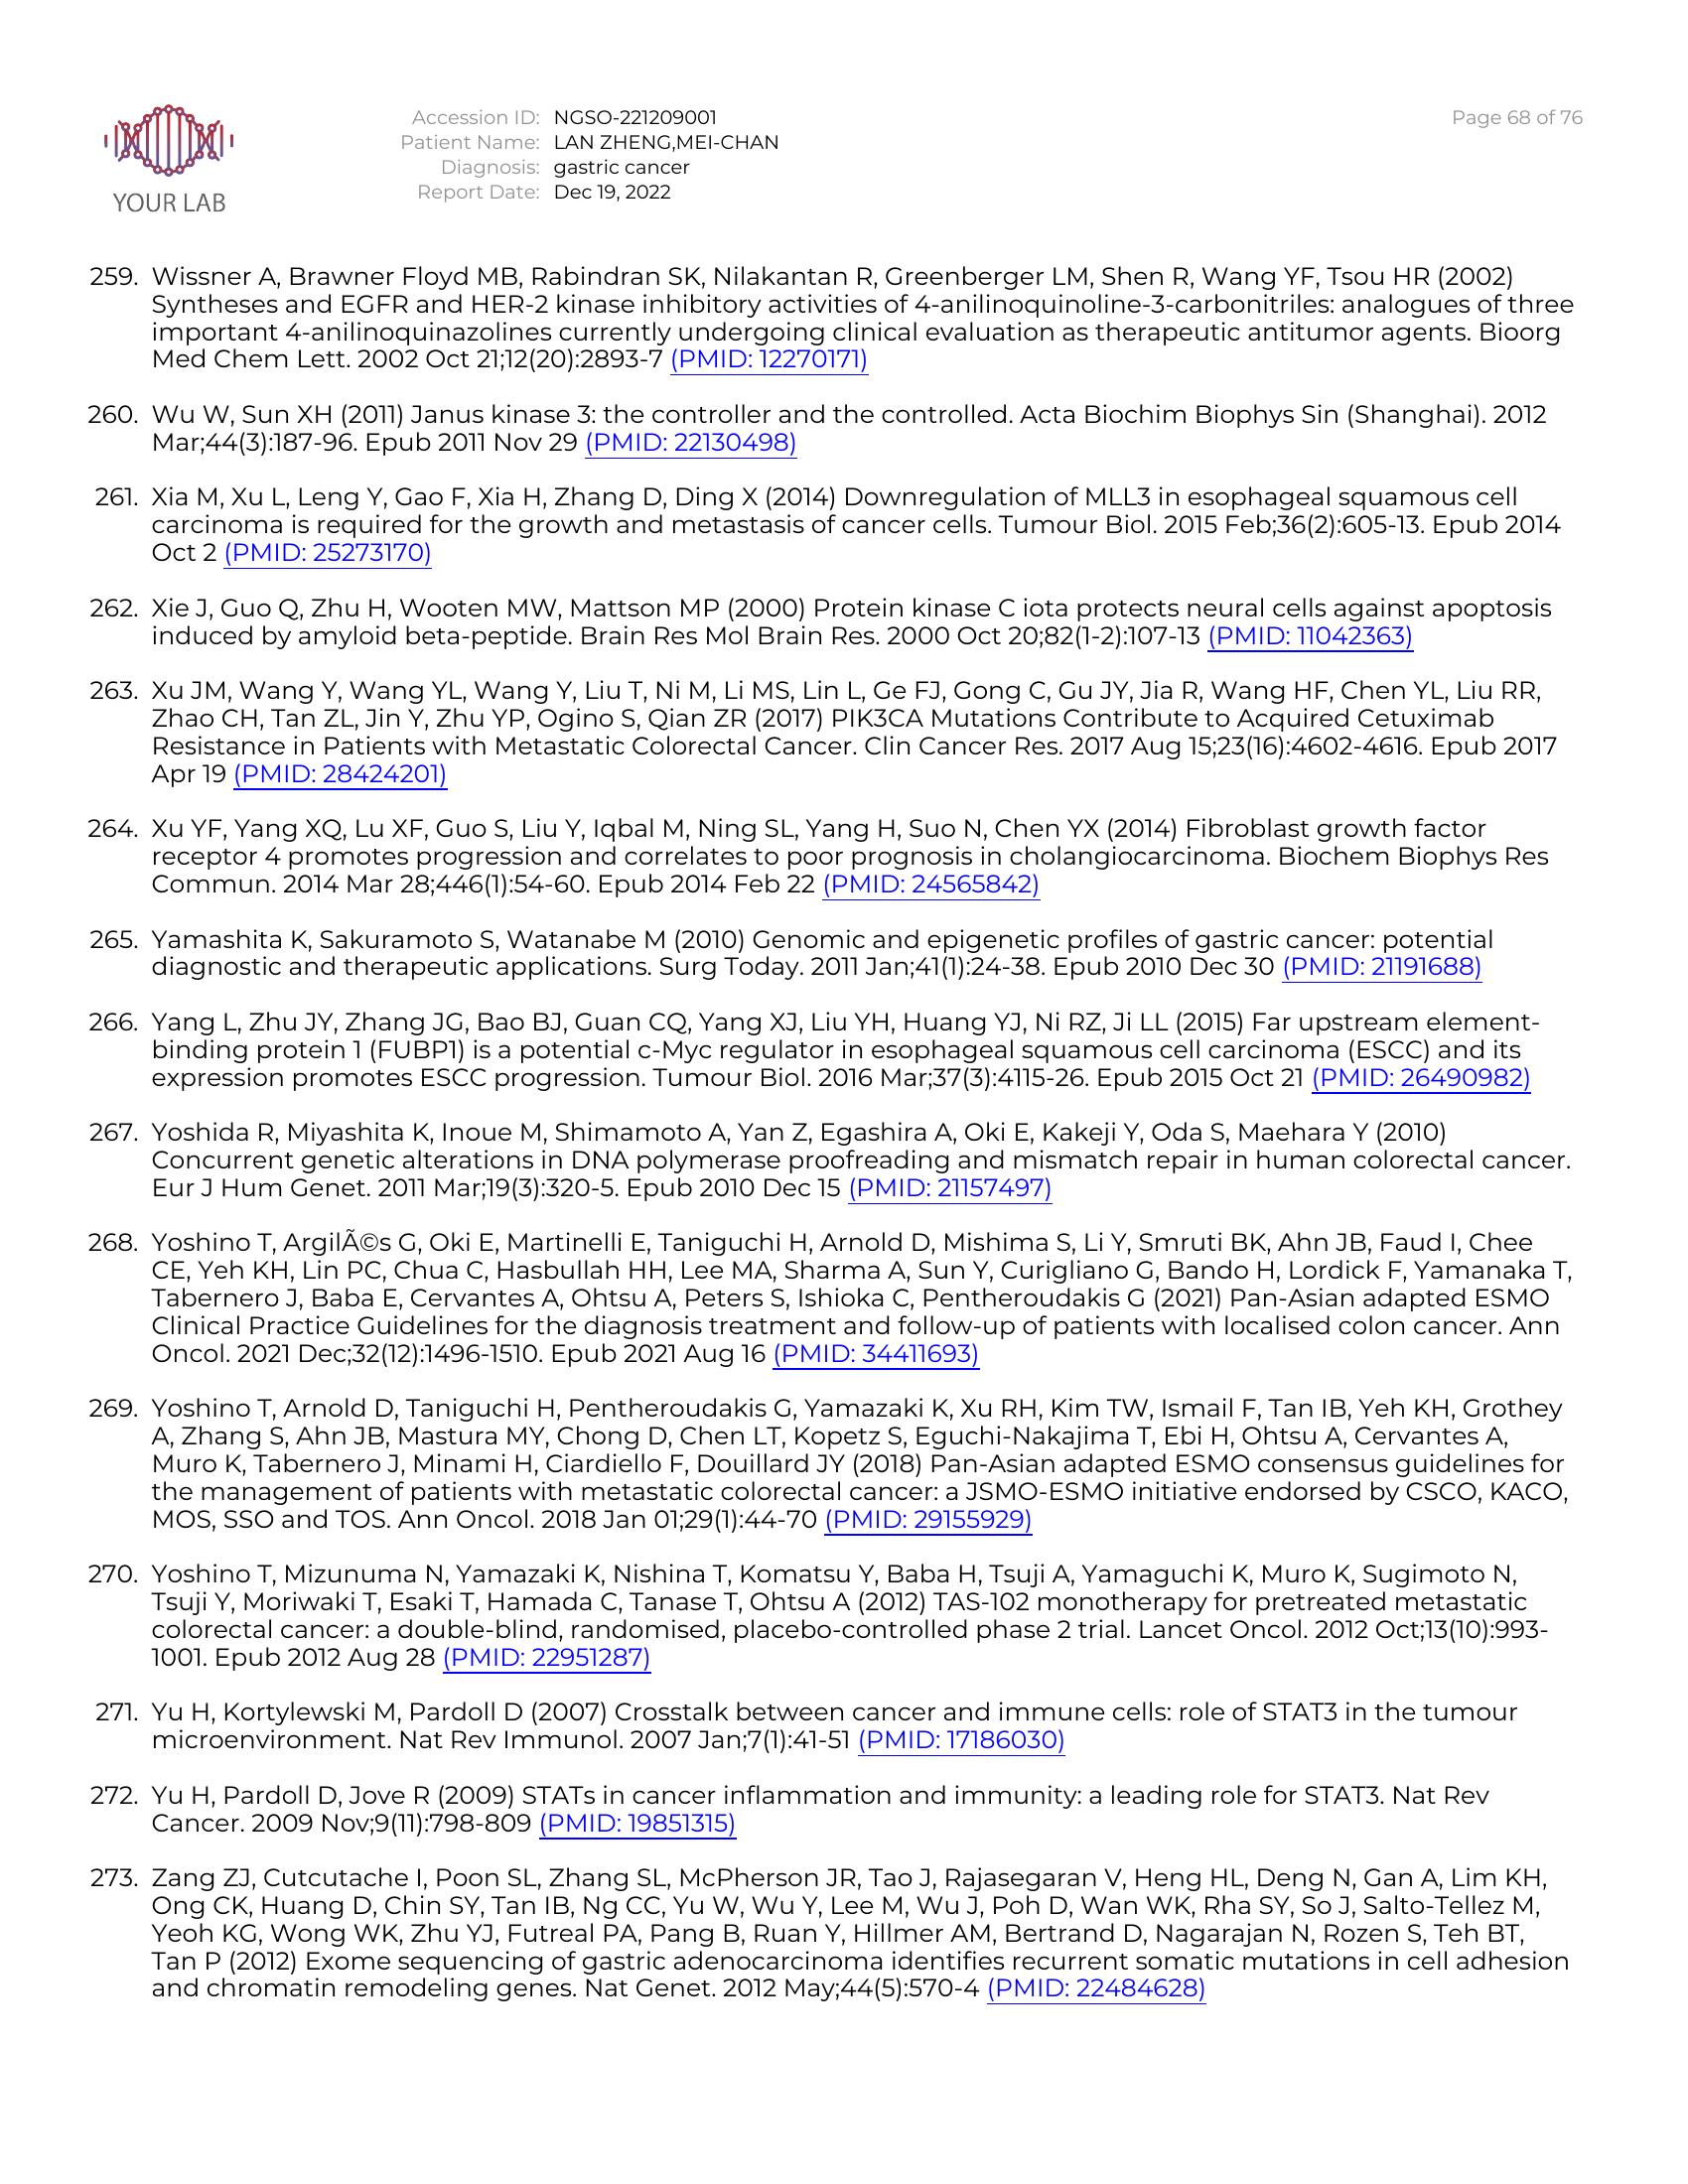 YOUR LAB
Accession ID: NGSO-221209001
Patient Name: LAN ZHENG,MEI-CHAN
Diagnosis: gastric cancer
Report Date: Dec 19, 2022
Page 68 of 76
259. Wissner A, Brawner Floyd MB, Rabindran SK, Nilakantan R, Greenberger LM, Shen R, Wang YF, Tsou HR (2002)
Syntheses and EGFR and HER-2 kinase inhibitory activities of 4-anilinoquinoline-3-carbonitriles: analogues of three
important 4-anilinoquinazolines currently undergoing clinical evaluation as therapeutic antitumor agents. Bioorg
Med Chem Lett. 2002 Oct 21;12(20):2893-7 (PMID: 12270171)
260. Wu W, Sun XH (2011) Janus kinase 3: the controller and the controlled. Acta Biochim Biophys Sin (Shanghai). 2012
Mar;44(3):187-96. Epub 2011 Nov 29 (PMID: 22130498)
261. Xia M, Xu L, Leng Y, Gao F, Xia H, Zhang D, Ding X (2014) Downregulation of MLL3 in esophageal squamous cell
carcinoma is required for the growth and metastasis of cancer cells. Tumour Biol. 2015 Feb;36(2):605-13. Epub 2014
Oct 2 (PMID: 25273170)
262. Xie J, Guo Q, Zhu H, Wooten MW, Mattson MP (2000) Protein kinase C iota protects neural cells against apoptosis
induced by amyloid beta-peptide. Brain Res Mol Brain Res. 2000 Oct 20;82(1-2):107-13 (PMID: 11042363)
263. Xu JM, Wang Y, Wang YL, Wang Y, Liu T, Ni M, Li MS, Lin L, Ge FJ, Gong C, Gu JY, Jia R, Wang HF, Chen YL, Liu RR,
Zhao CH, Tan ZL, Jin Y, Zhu YP, Ogino S, Qian ZR (2017) PIK3CA Mutations Contribute to Acquired Cetuximab
Resistance in Patients with Metastatic Colorectal Cancer. Clin Cancer Res. 2017 Aug 15;23(16):4602-4616. Epub 2017
Apr 19 (PMID: 28424201)
264. Xu YF, Yang XQ, Lu XF, Guo S, Liu Y, Iqbal M, Ning SL, Yang H, Suo N, Chen YX (2014) Fibroblast growth factor
receptor 4 promotes progression and correlates to poor prognosis in cholangiocarcinoma. Biochem Biophys Res
Commun. 2014 Mar 28;446(1):54-60. Epub 2014 Feb 22 (PMID: 24565842)
265. Yamashita K, Sakuramoto S, Watanabe M (2010) Genomic and epigenetic profiles of gastric cancer: potential
diagnostic and therapeutic applications. Surg Today. 2011 Jan;41(1):24-38. Epub 2010 Dec 30 (PMID: 21191688)
266. Yang L, Zhu JY, Zhang JG, Bao BJ, Guan CQ, Yang XJ, Liu YH, Huang YJ, Ni RZ, Ji LL (2015) Far upstream element-
binding protein 1 (FUBP1) is a potential c-Myc regulator in esophageal squamous cell carcinoma (ESCC) and its
expression promotes ESCC progression. Tumour Biol. 2016 Mar;37(3):4115-26. Epub 2015 Oct 21 (PMID: 26490982)
267. Yoshida R, Miyashita K, Inoue M, Shimamoto A, Yan Z, Egashira A, Oki E, Kakeji Y, Oda S, Maehara Y (2010)
Concurrent genetic alterations in DNA polymerase proofreading and mismatch repair in human colorectal cancer.
Eur J Hum Genet. 2011 Mar;19(3):320-5. Epub 2010 Dec 15 (PMID: 21157497)
268. Yoshino T, ArgilÃ©s G, Oki E, Martinelli E, Taniguchi H, Arnold D, Mishima S, Li Y, Smruti BK, Ahn JB, Faud I, Chee
CE, Yeh KH, Lin PC, Chua C, Hasbullah HH, Lee MA, Sharma A, Sun Y, Curigliano G, Bando H, Lordick F, Yamanaka T,
Tabernero J, Baba E, Cervantes A, Ohtsu A, Peters S, Ishioka C, Pentheroudakis G (2021) Pan-Asian adapted ESMO
Clinical Practice Guidelines for the diagnosis treatment and follow-up of patients with localised colon cancer. Ann
Oncol. 2021 Dec;32(12):1496-1510. Epub 2021 Aug 16 (PMID: 34411693)
269. Yoshino T, Arnold D, Taniguchi H, Pentheroudakis G, Yamazaki K, Xu RH, Kim TW, Ismail F, Tan IB, Yeh KH, Grothey
A, Zhang S, Ahn JB, Mastura MY, Chong D, Chen LT, Kopetz S, Eguchi-Nakajima T, Ebi H, Ohtsu A, Cervantes A,
Muro K, Tabernero J, Minami H, Ciardiello F, Douillard JY (2018) Pan-Asian adapted ESMO consensus guidelines for
the management of patients with metastatic colorectal cancer: a JSMO-ESMO initiative endorsed by CSCO, KACO,
MOS, SSO and TOS. Ann Oncol. 2018 Jan 01;29(1):44-70 (PMID: 29155929)
270. Yoshino T, Mizunuma N, Yamazaki K, Nishina T, Komatsu Y, Baba H, Tsuji A, Yamaguchi K, Muro K, Sugimoto N,
Tsuji Y, Moriwaki T, Esaki T, Hamada C, Tanase T, Ohtsu A (2012) TAS-102 monotherapy for pretreated metastatic
colorectal cancer: a double-blind, randomised, placebo-controlled phase 2 trial. Lancet Oncol. 2012 Oct;13(10):993-
1001. Epub 2012 Aug 28 (PMID: 22951287)
271. Yu H, Kortylewski M, Pardoll D (2007) Crosstalk between cancer and immune cells: role of STAT3 in the tumour
microenvironment. Nat Rev Immunol. 2007 Jan;7(1):41-51 (PMID: 17186030)
272. Yu H, Pardoll D, Jove R (2009) STATs in cancer inflammation and immunity: a leading role for STAT3. Nat Rev
Cancer. 2009 Nov;9(11):798-809 (PMID: 19851315)
273. Zang ZJ, Cutcutache I, Poon SL, Zhang SL, McPherson JR, Tao J, Rajasegaran V, Heng HL, Deng N, Gan A, Lim KH,
Ong CK, Huang D, Chin SY, Tan IB, Ng CC, Yu W, Wu Y, Lee M, Wu J, Poh D, Wan WK, Rha SY, So J, Salto-Tellez M,
Yeoh KG, Wong WK, Zhu YJ, Futreal PA, Pang B, Ruan Y, Hillmer AM, Bertrand D, Nagarajan N, Rozen S, Teh BT,
Tan P (2012) Exome sequencing of gastric adenocarcinoma identifies recurrent somatic mutations in cell adhesion
and chromatin remodeling genes. Nat Genet. 2012 May;44(5):570-4 (PMID: 22484628)